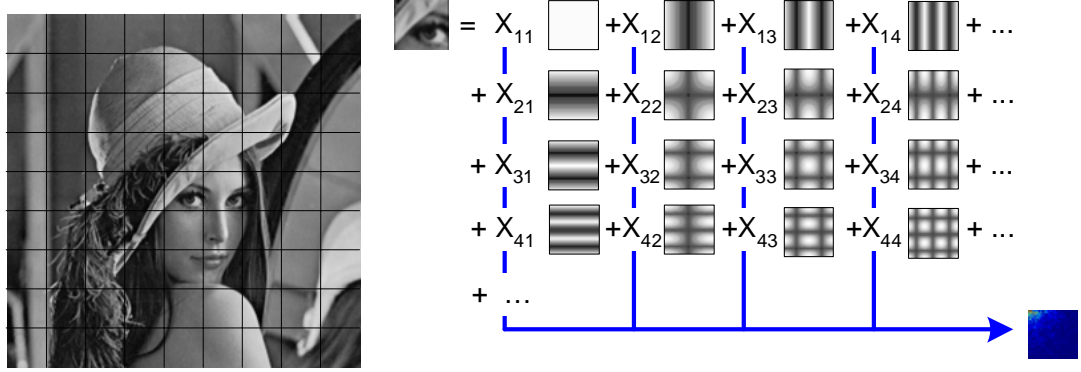 = X11 +X12 +X13 +X14 + ...
+ X21 +X22 +X23 +X24 + ...
+ X31 +X32 +X33 +X34 + ...
+ X41 +X42 +X43 +X44 + ...
+ ...